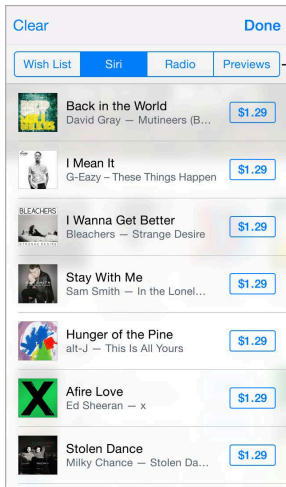 Clear
Done
Wish List
Siri
Radio
Previews
Back in the World
David Gray — Mutineers (B...
$1.29
I Mean It
G-Eazy – These Things Happen
$1.29
BLEACHERS
STRANGE DESIRE
I Wanna Get Better
Bleachers — Strange Desire
$1.29
Stay With Me
Sam Smith — In the Lonel...
$1.29
Hunger of the Pine
alt-J — This Is All Yours
$1.29
Afire Love
Ed Sheeran — x
$1.29
Stolen Dance
Milky Chance — Stolen Da...
$1.29